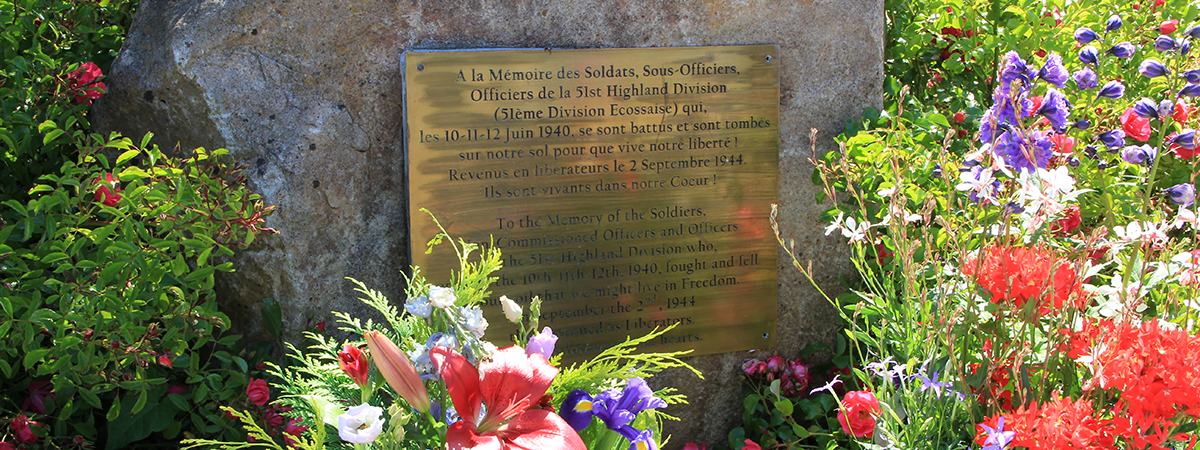 A la Mémoire des Soldats, Sous-Officiers,
Officiers de la 51st Highland Division
(51ème Division Ecossaise) qui,
les 10-11-12 Juin 1940, se sont battus et sont tombés
sur notre sol pour que vive notre liberté !
Revenus en libérateurs le 2 Septembre 1944.
Ils sont vivants dans notre Coeur !
To the Memory of the Soldiers,
Commissioned Officers and Officers
the 51st Highland Division who,
the 10th 11th 12th, 1940, fought and fell
that we might live in Freedom.
September the 2nd, 1944
as Liberators.
hearts.